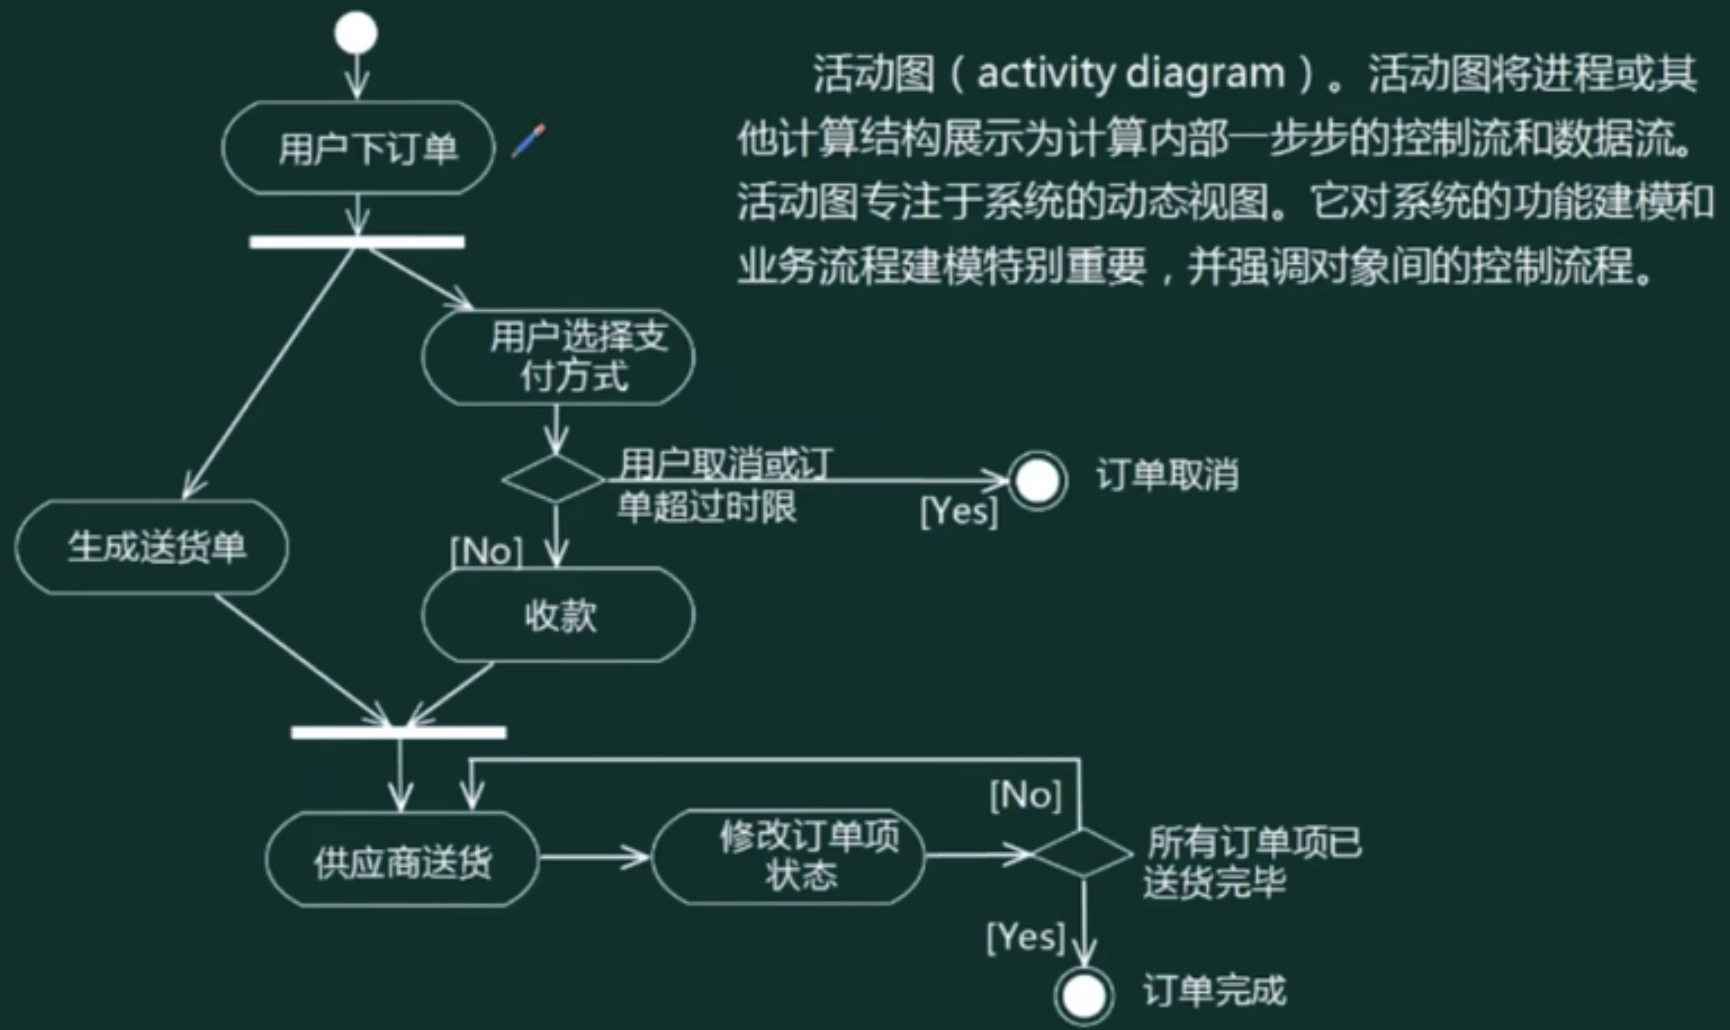 活动图（activity diagram）。活动图将进程或其
他计算结构展示为计算内部一步步的控制流和数据流。
活动图专注于系统的动态视图。它对系统的功能建模和
业务流程建模特别重要，并强调对象间的控制流程。
用户下订单
用户选择支
付方式
用户取消或订
单超过时限
[Yes]
订单取消
生成送货单
[No]
收款
供应商送货
修改订单项
状态
[No]
所有订单项已
送货完毕
[Yes]
订单完成